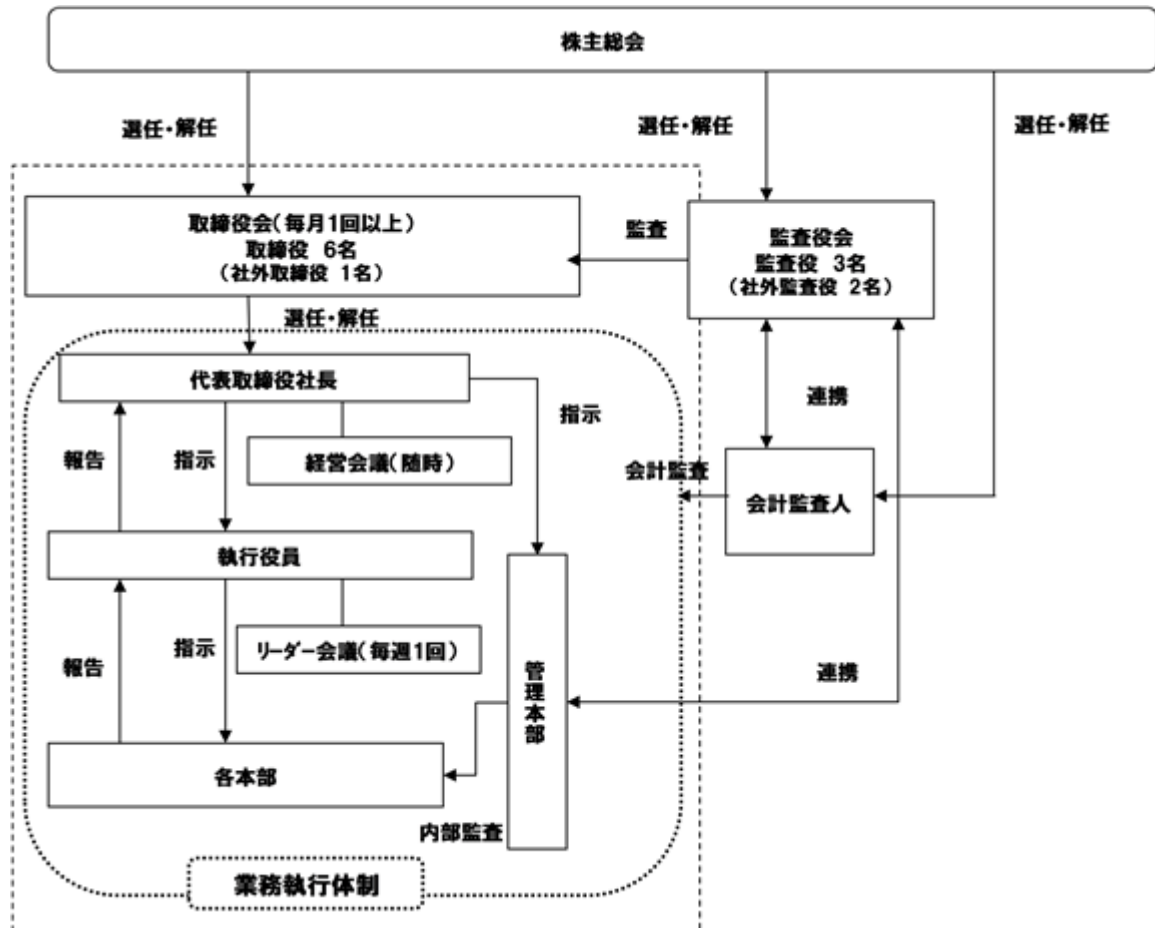 株主総会
選任・解任
選任・解任
選任・解任
取締役会(毎月1回以上)
取締役 6名
(社外取締役 1名)
監査
監査役会
監査役 3名
(社外監査役 2名)
選任・解任
代表取締役社長
指示
連携
報告
指示
経営会議(随時)
会計監査
会計監査人
執行役員
報告
指示
リーダー会議(毎週1回)
管理本部
連携
各本部
内部監査
業務執行体制